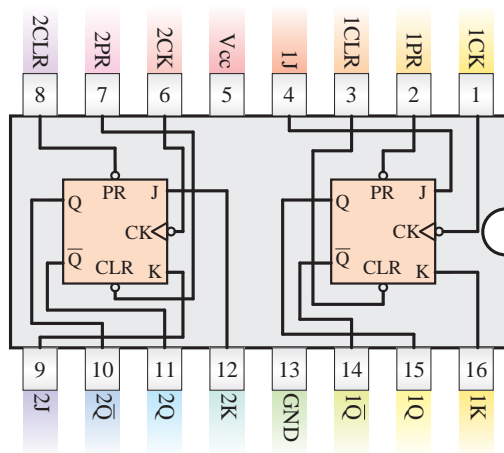 2CLR 2PR 2CK Vcc 1J 1CLR 1PR 1CK
8 7 6 5 4 3 2 1
PR J PR J
Q Q
CK CK
Q̅ Q̅
CLR K CLR K
9 10 11 12 13 14 15 16
2J 2Q̅ 2Q 2K GND 1Q̅ 1Q 1K